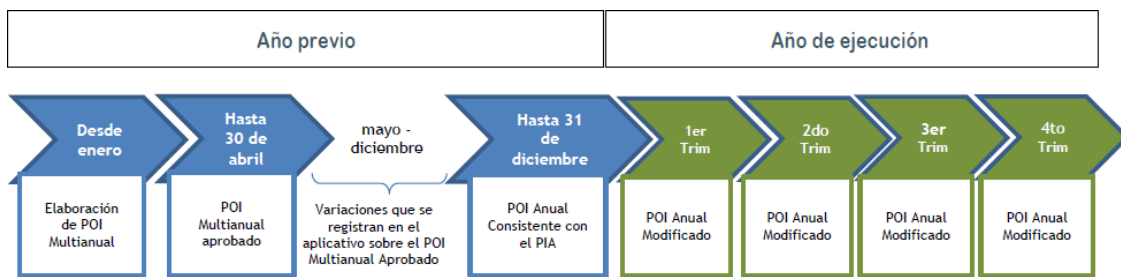 Año previo
Año de ejecución
Desde
enero
Hasta
30 de
abril
mayo -
diciembre
Hasta 31
de
diciembre
1er
Trim
2do
Trim
3er
Trim
4to
Trim
Elaboración
de POI
Multianual
POI
Multianual
aprobado
Variaciones que se
registran en el
aplicativo sobre el POI
Multianual Aprobado
POI Anual
Consistente con
el PIA
POI Anual
Modificado
POI Anual
Modificado
POI Anual
Modificado
POI Anual
Modificado